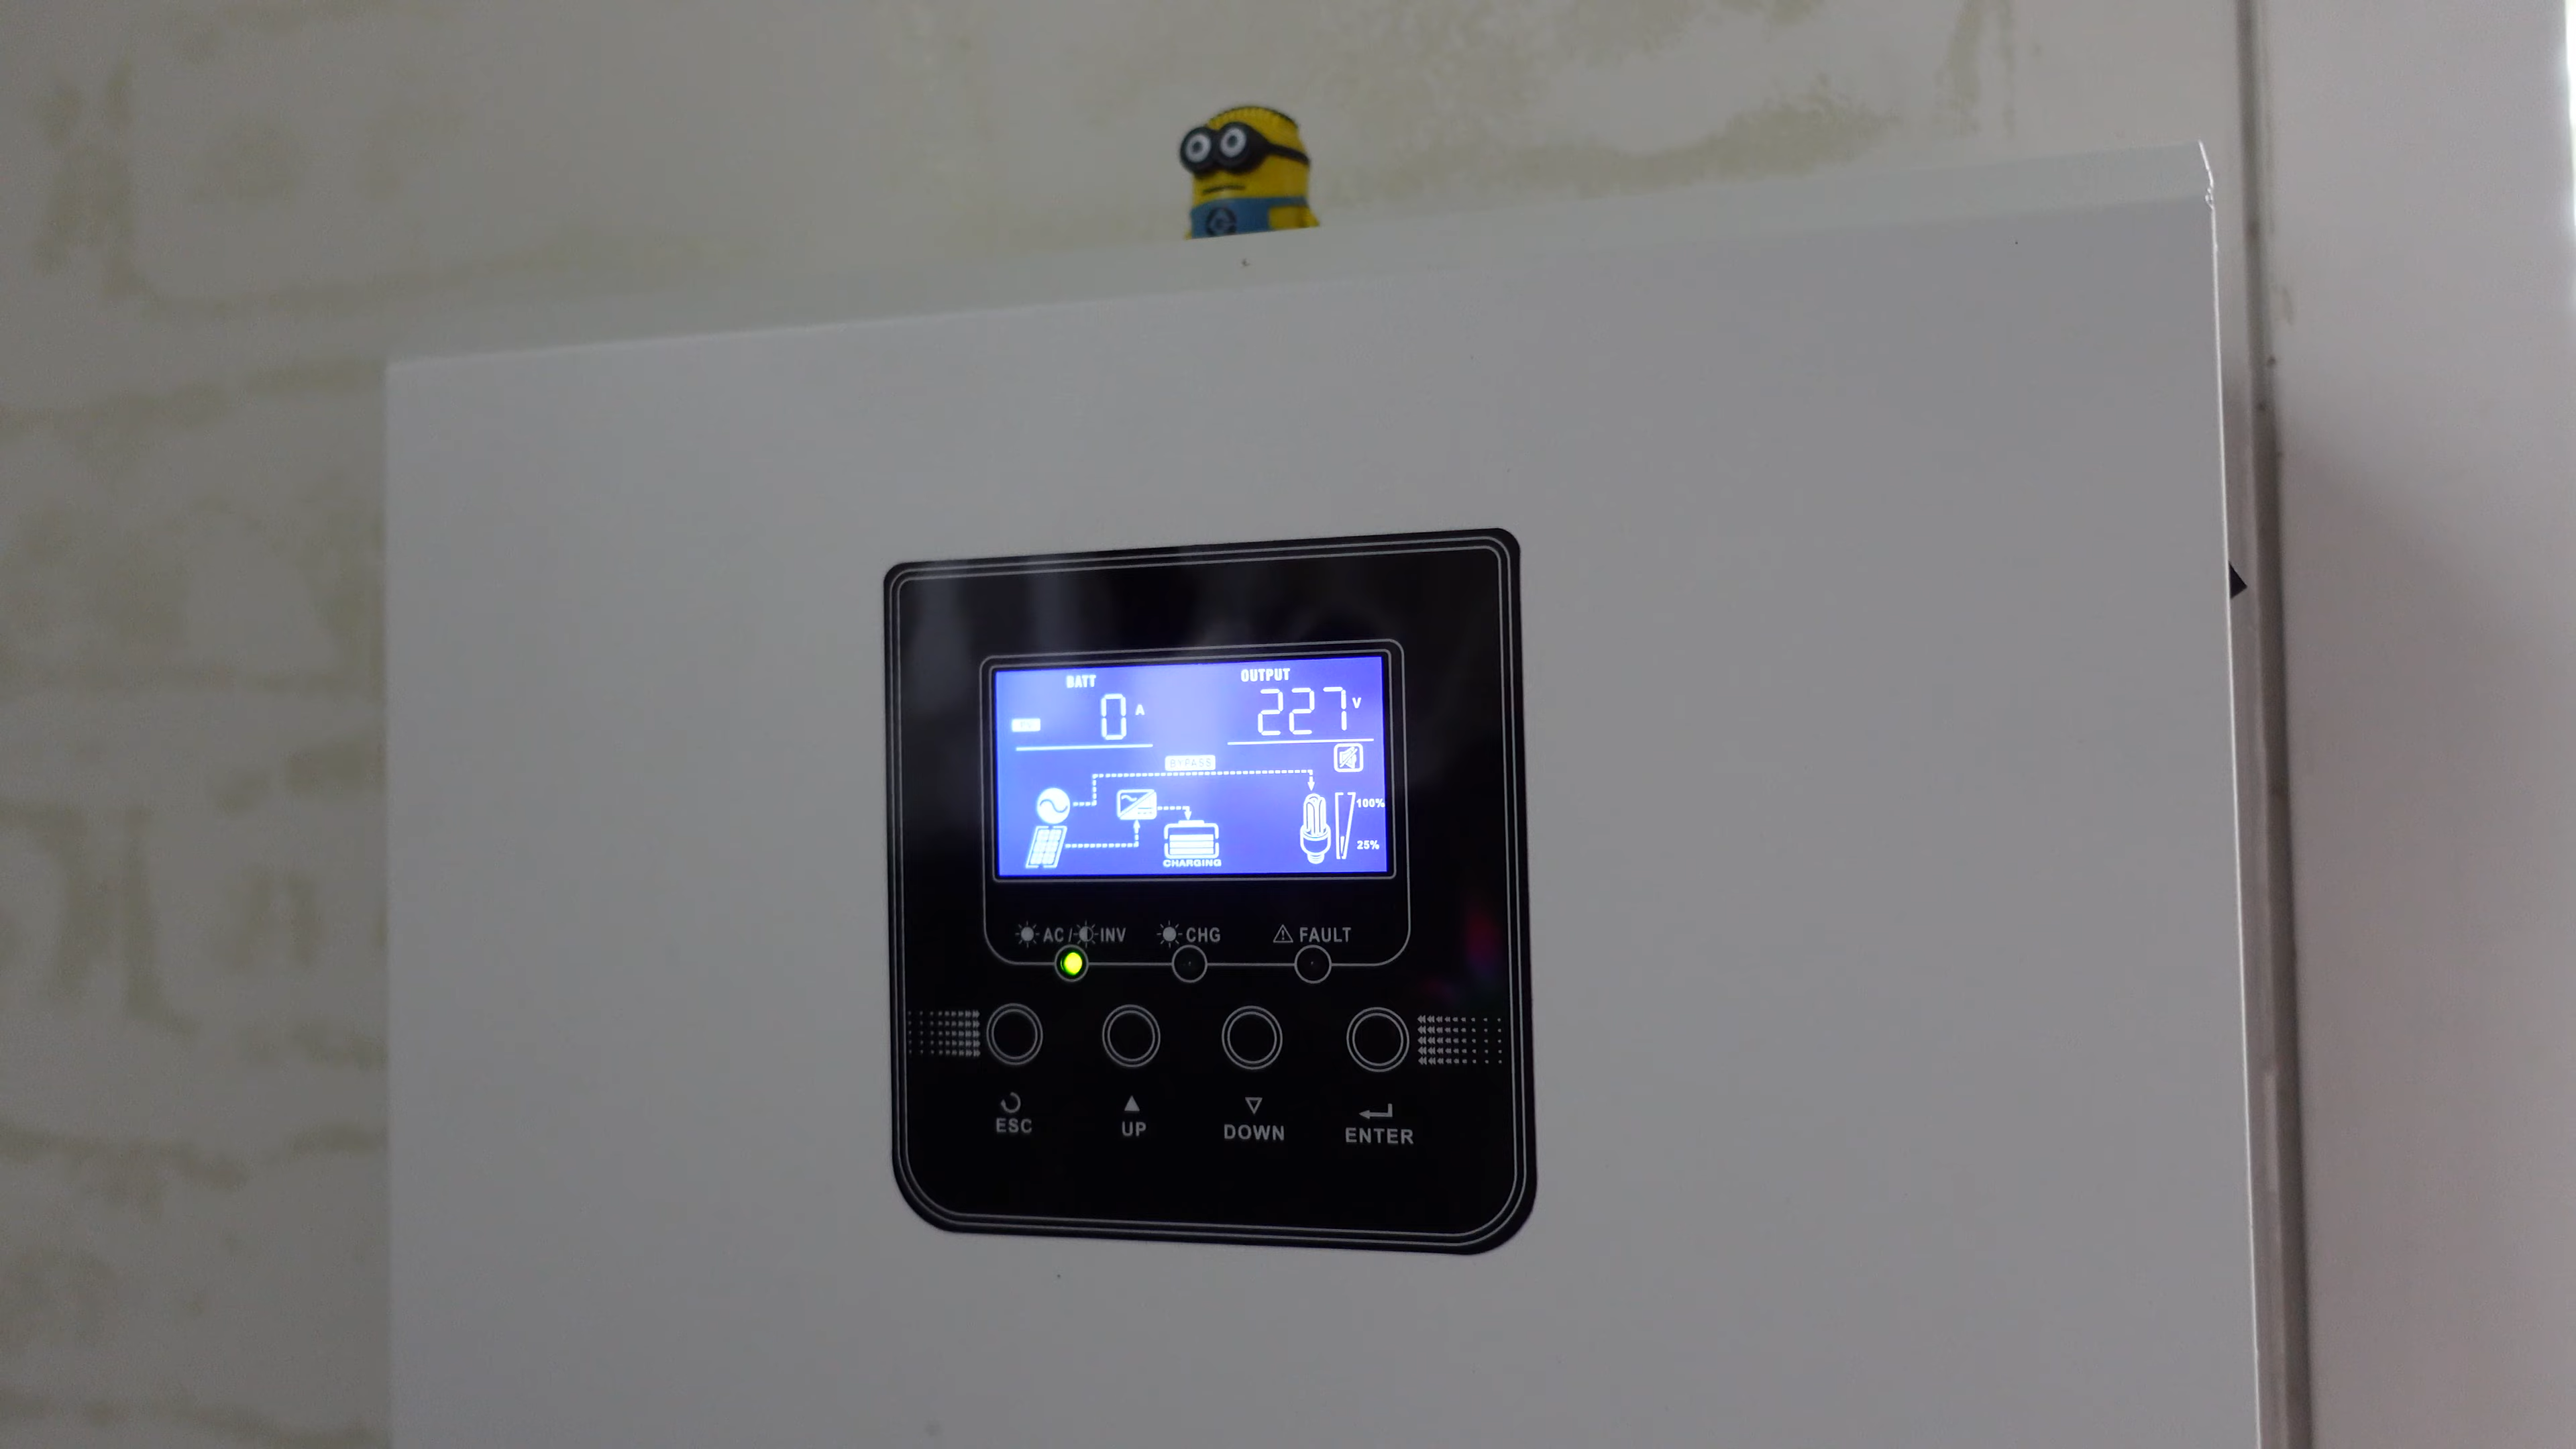 BATT OUTPUT
0 A 227 V
BYPASS
100%
25%
CHARGING
AC / INV CHG FAULT
ESC UP DOWN ENTER